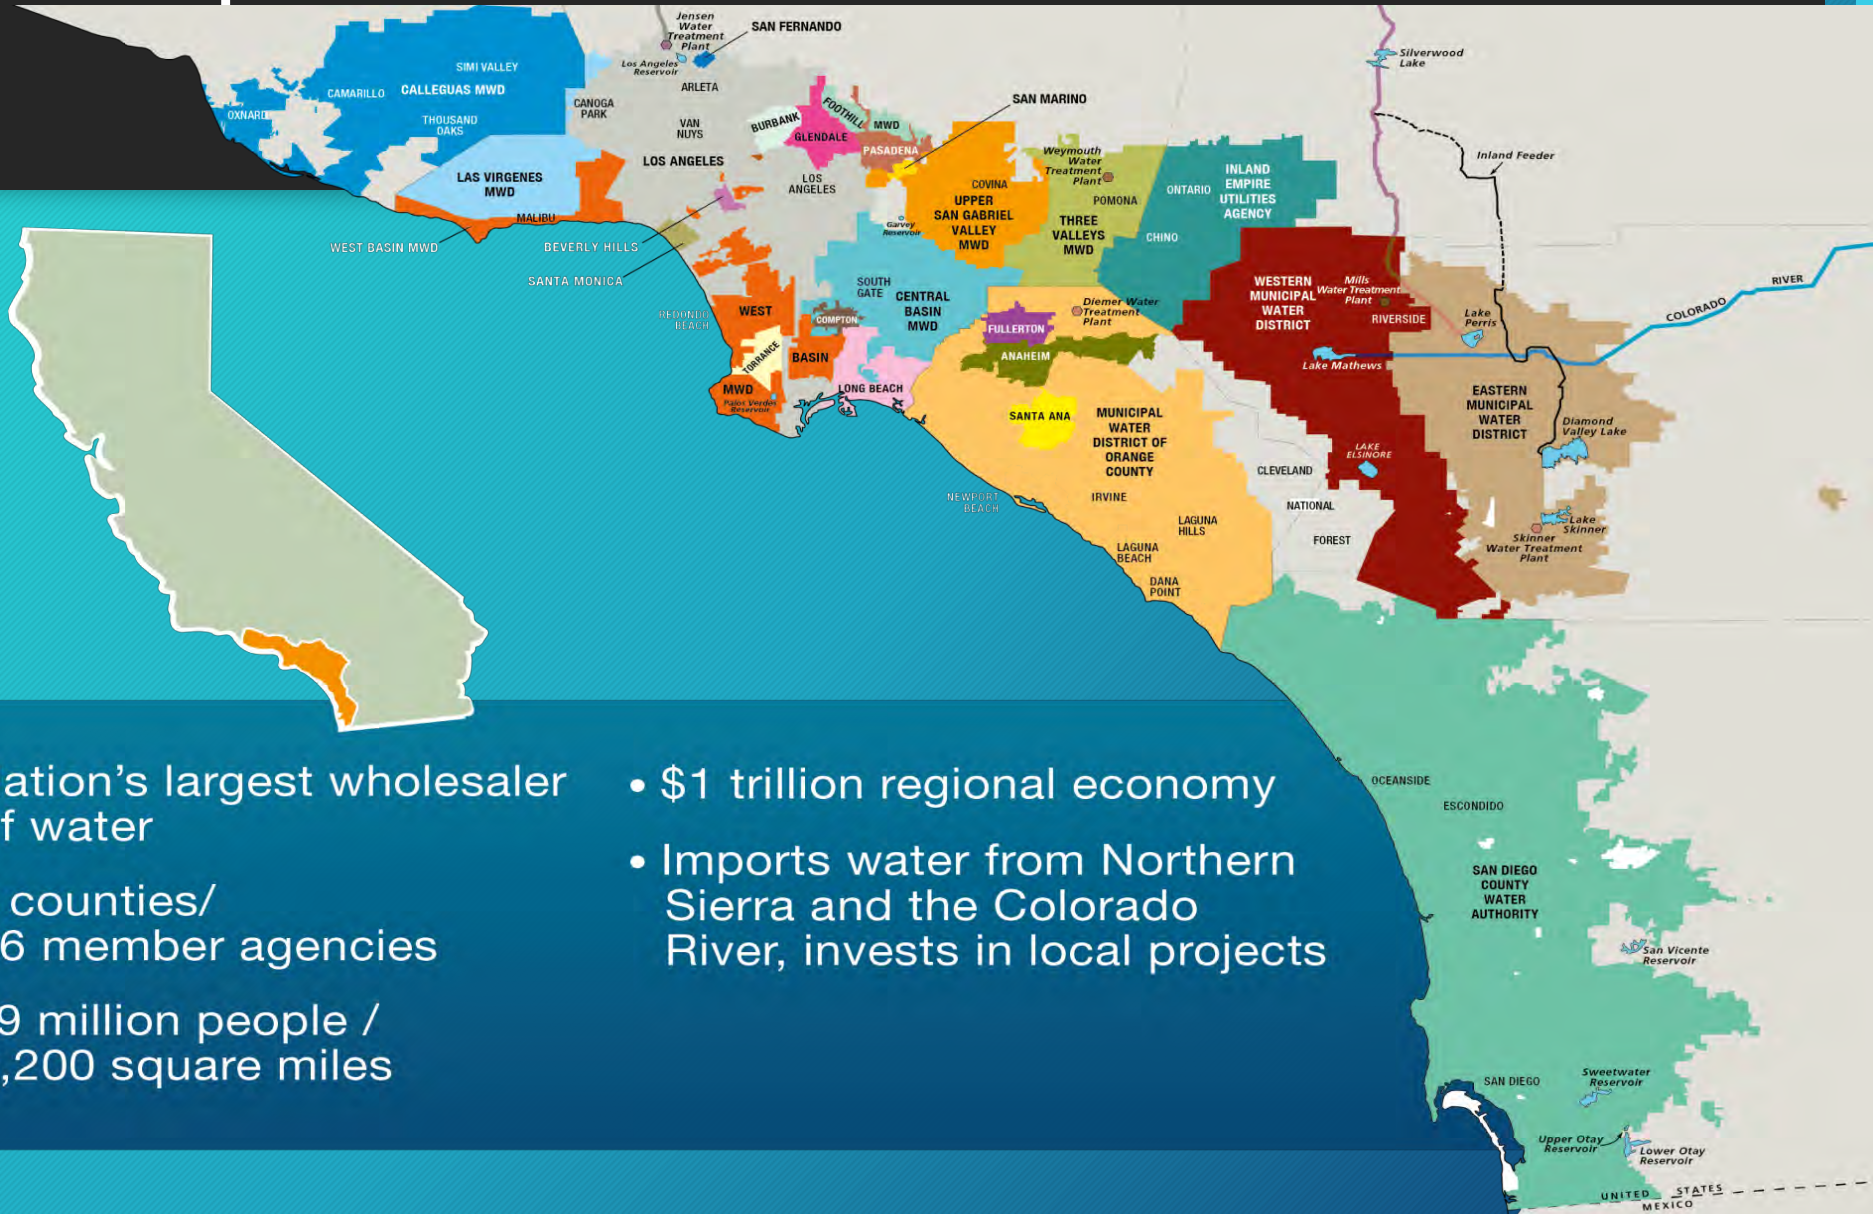 Jensen
Water
Treatment
Plant
SAN FERNANDO
Los Angeles
Reservoir
Silverwood
Lake
SIMI VALLEY
CAMARILLO
CALLEGUAS MWD
OXNARD
THOUSAND
OAKS
CANOGA
PARK
ARLETA
VAN
NUYS
BURBANK
GLENDALE
FOOTHILL
MWD
PASADENA
SAN MARINO
LOS ANGELES
LOS
ANGELES
LAS VIRGENES
MWD
MALIBU
WEST BASIN MWD
BEVERLY HILLS
SANTA MONICA
Garvey
Reservoir
COVINA
UPPER
SAN GABRIEL
VALLEY
MWD
Weymouth
Water
Treatment
Plant
POMONA
THREE
VALLEYS
MWD
ONTARIO
INLAND
EMPIRE
UTILITIES
AGENCY
CHINO
Inland Feeder
REDONDO
BEACH
WEST
BASIN
MWD
TORRANCE
Palos Verdes
Reservoir
COMPTON
SOUTH
GATE
CENTRAL
BASIN
MWD
LONG BEACH
FULLERTON
ANAHEIM
Diemer Water
Treatment
Plant
SANTA ANA
MUNICIPAL
WATER
DISTRICT OF
ORANGE
COUNTY
NEWPORT
BEACH
IRVINE
LAGUNA
HILLS
LAGUNA
BEACH
DANA
POINT
WESTERN
MUNICIPAL
WATER
DISTRICT
Mills
Water Treatment
Plant
RIVERSIDE
Lake
Perris
COLORADO
RIVER
Lake Mathews
EASTERN
MUNICIPAL
WATER
DISTRICT
Diamond
Valley Lake
LAKE
ELSINORE
CLEVELAND
NATIONAL
FOREST
Lake
Skinner
Skinner
Water Treatment
Plant
OCEANSIDE
ESCONDIDO
SAN DIEGO
COUNTY
WATER
AUTHORITY
San Vicente
Reservoir
SAN DIEGO
Sweetwater
Reservoir
Upper Otay
Reservoir
Lower Otay
Reservoir
UNITED STATES
MEXICO
ation's largest wholesaler
f water
counties/
6 member agencies
9 million people /
,200 square miles
• $1 trillion regional economy
• Imports water from Northern
Sierra and the Colorado
River, invests in local projects